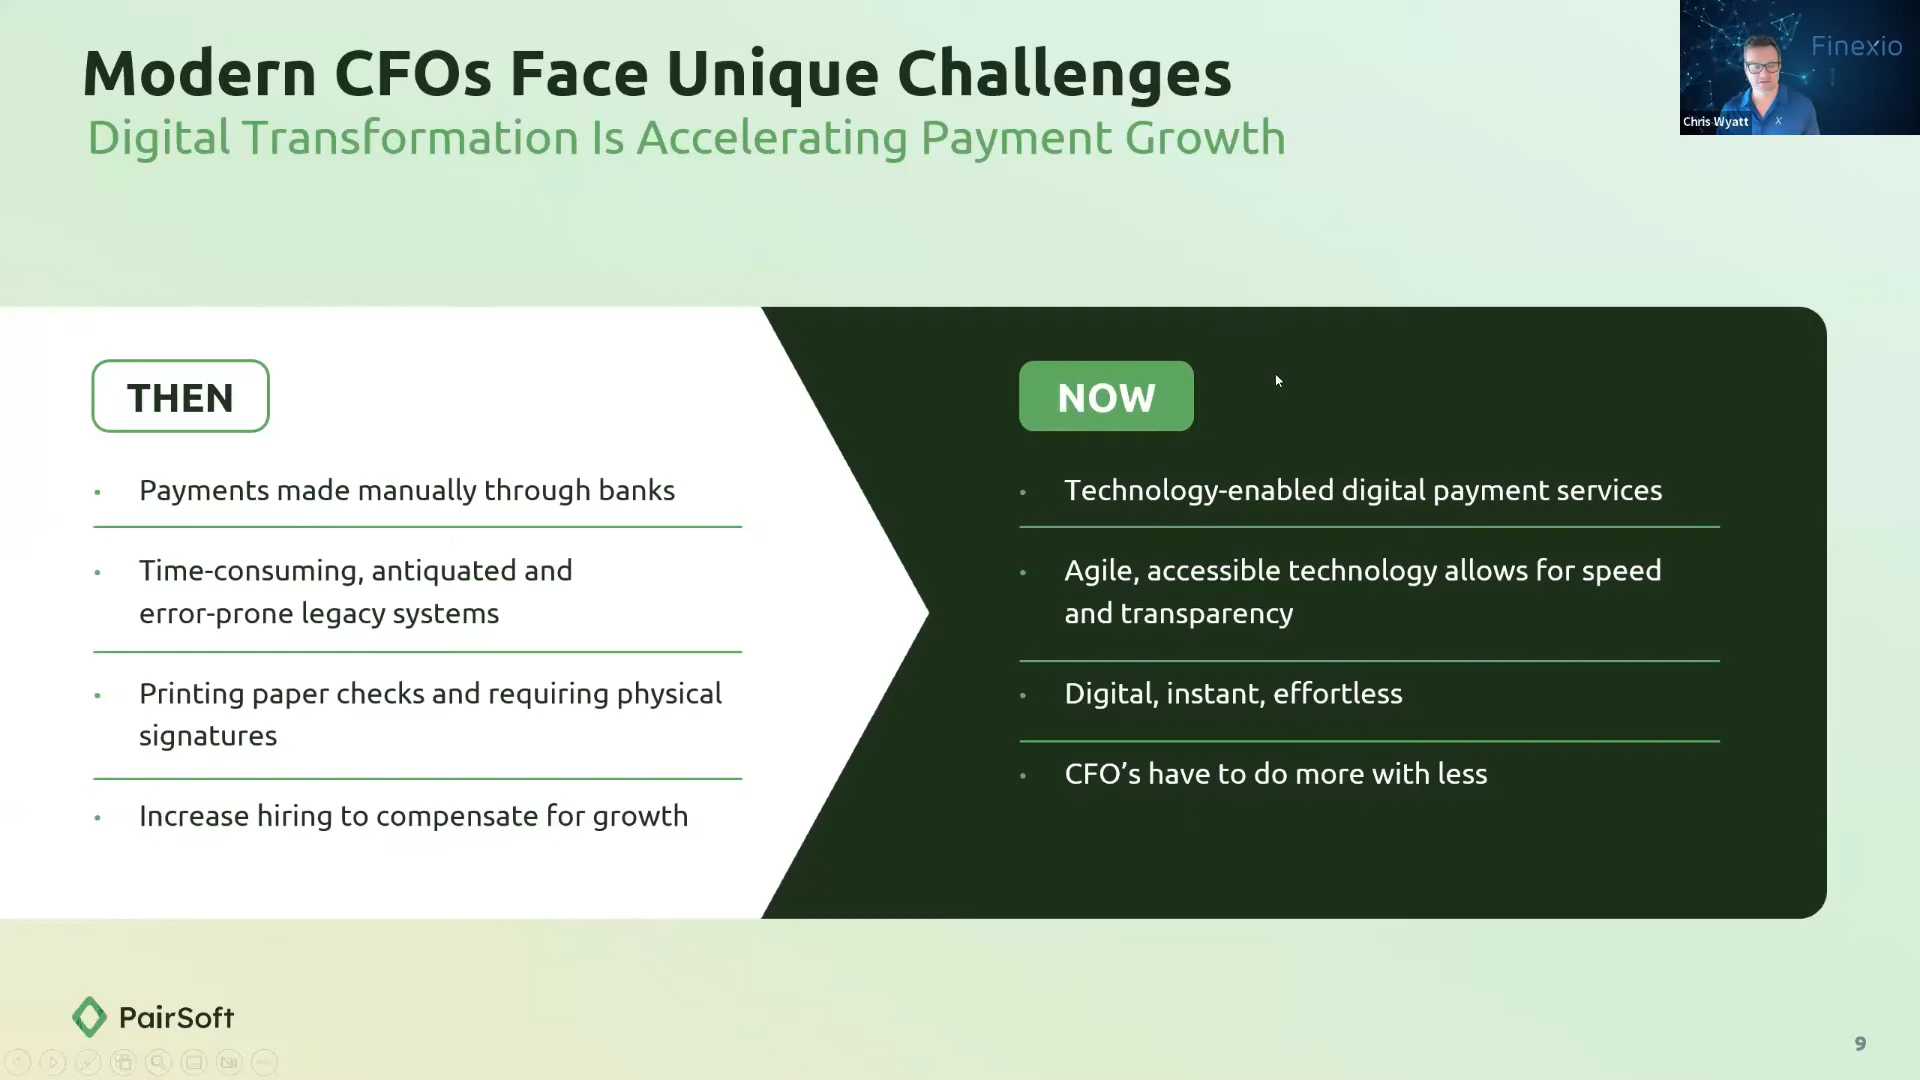 Modern CFOs Face Unique Challenges
Digital Transformation Is Accelerating Payment Growth
Finexio
Chris Wyatt
THEN
• Payments made manually through banks
• Time-consuming, antiquated and
error-prone legacy systems
• Printing paper checks and requiring physical
signatures
• Increase hiring to compensate for growth
NOW
• Technology-enabled digital payment services
• Agile, accessible technology allows for speed
and transparency
• Digital, instant, effortless
• CFO’s have to do more with less
PairSoft
9